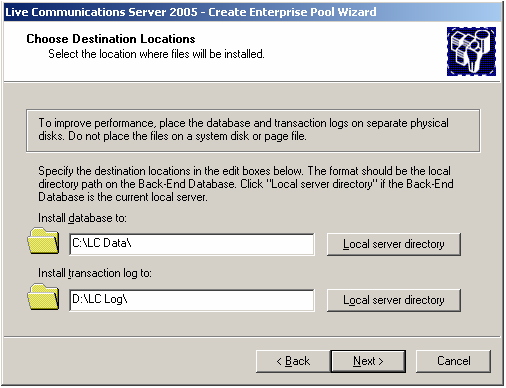 Live Communications Server 2005 - Create Enterprise Pool Wizard
Choose Destination Locations
Select the location where files will be installed.
To improve performance, place the database and transaction logs on separate physical
disks. Do not place the files on a system disk or page file.
Specify the destination locations in the edit boxes below. The format should be the local
directory path on the Back-End Database. Click "Local server directory" if the Back-End
Database is the current local server.
Install database to:
C:\LC Data\
Local server directory
Install transaction log to:
D:\LC Log\
Local server directory
< Back
Next >
Cancel